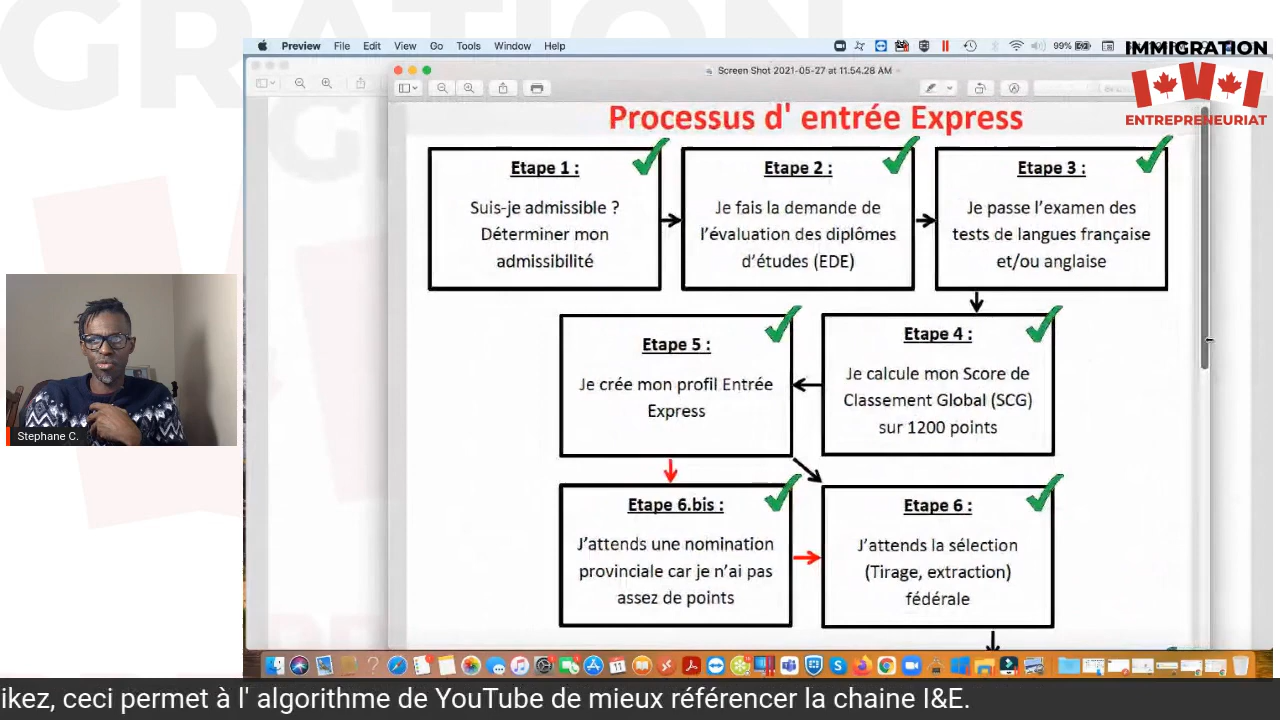 GRATION
Preview File Edit View Go Tools Window Help
99%
IMMIGRATION
ENTREPRENEURIAT
Screen Shot 2021-05-27 at 11.54.28 AM
Processus d' entrée Express
Etape 1 :
Suis-je admissible ?
Déterminer mon
admissibilité
Etape 2 :
Je fais la demande de
l'évaluation des diplômes
d'études (EDE)
Etape 3 :
Je passe l'examen des
tests de langues française
et/ou anglaise
Etape 5 :
Je crée mon profil Entrée
Express
Etape 4 :
Je calcule mon Score de
Classement Global (SCG)
sur 1200 points
Etape 6.bis :
J'attends une nomination
provinciale car je n'ai pas
assez de points
Etape 6 :
J'attends la sélection
(Tirage, extraction)
fédérale
Stephane C.
ikez, ceci permet à l' algorithme de YouTube de mieux référencer la chaine I&E.